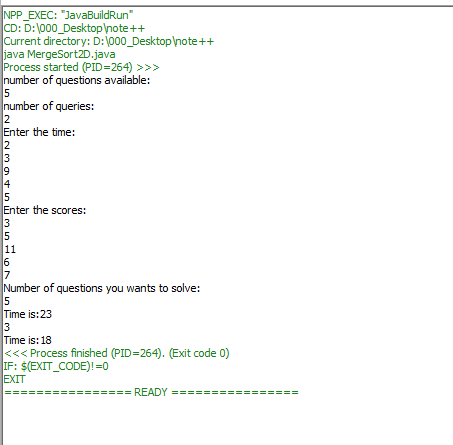 NPP_EXEC: "JavaBuildRun"
CD: D:\000_Desktop\note++
Current directory: D:\000_Desktop\note++
java MergeSort2D.java
Process started (PID=264) >>>
number of questions available:
5
number of queries:
2
Enter the time:
2
3
9
4
5
Enter the scores:
3
5
11
6
7
Number of questions you wants to solve:
5
Time is:23
3
Time is:18
<<< Process finished (PID=264). (Exit code 0)
IF: $(EXIT_CODE)!=0
EXIT
================ READY ================